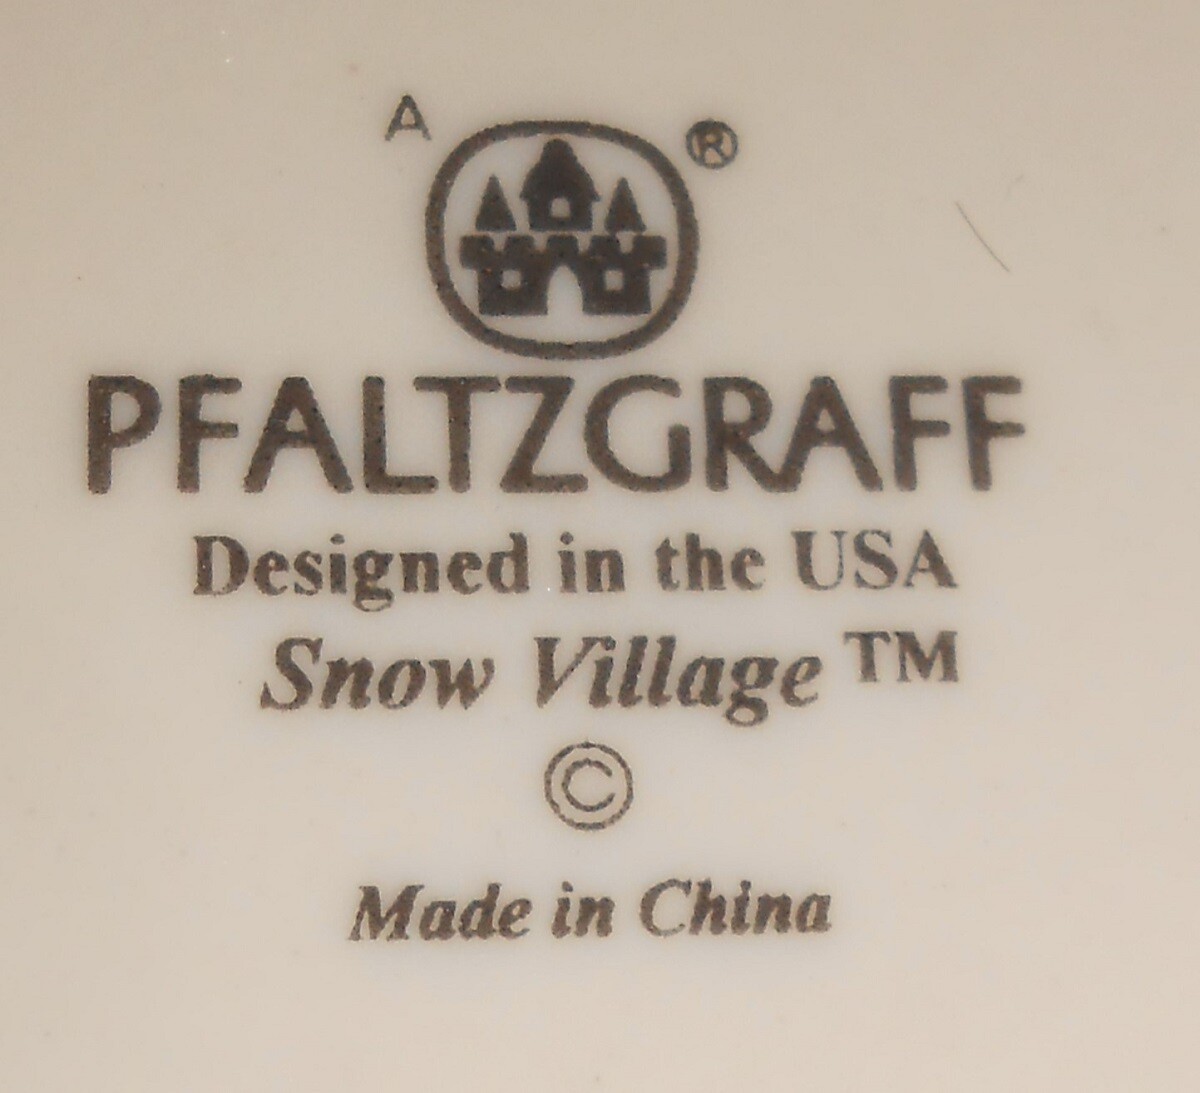 A ®
PFALTZGRAFF
Designed in the USA
Snow Village ™
©
Made in China